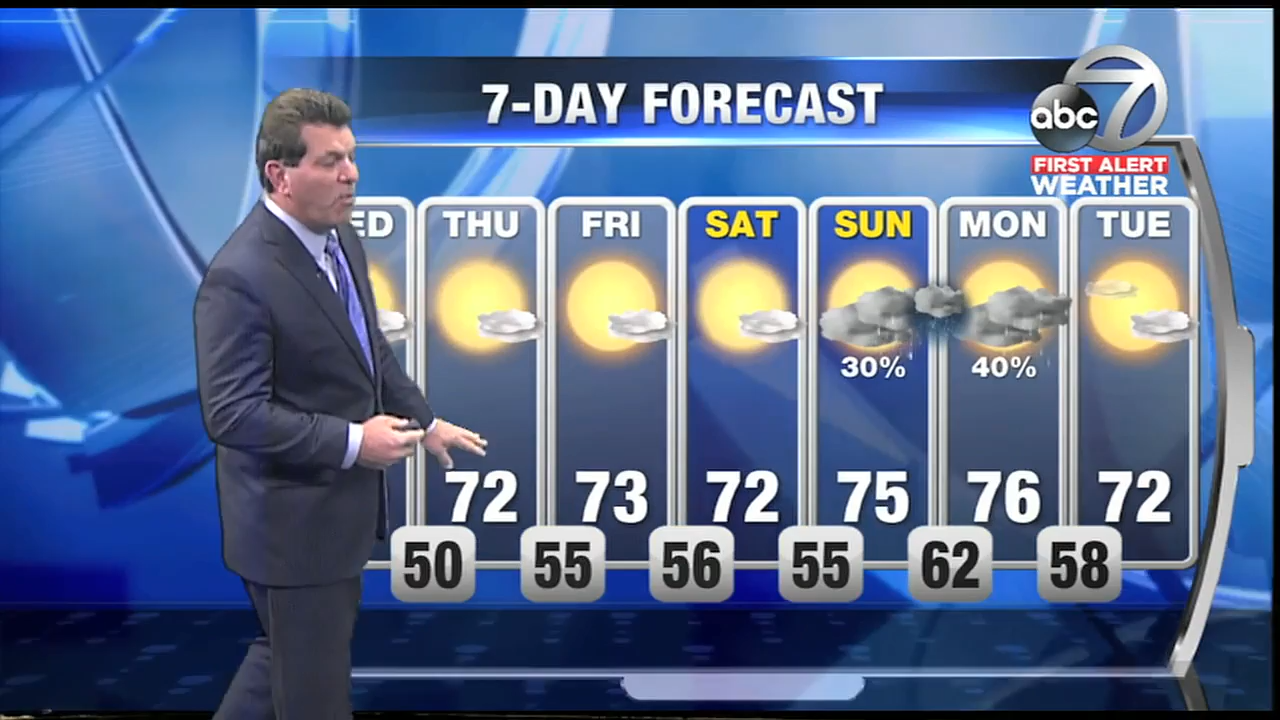 7-DAY FORECAST
abc 7
FIRST ALERT
WEATHER
ED THU FRI SAT SUN MON TUE
30% 40%
72 73 72 75 76 72
50 55 56 55 62 58